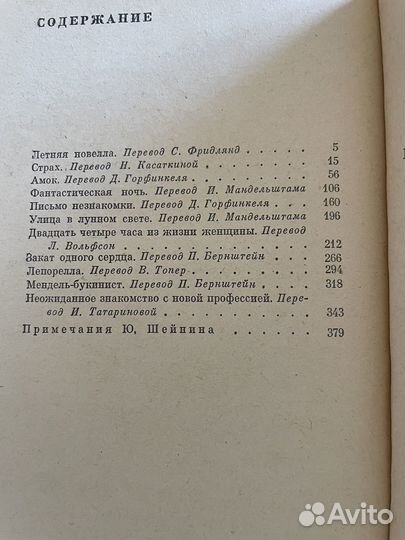 СОДЕРЖАНИЕ
Летняя новелла. Перевод С. Фридлянд . . . . . 5
Страх. Перевод И. Касаткиной . . . . . . . 15
Амок. Перевод Д. Горфинкеля . . . . . . . 56
Фантастическая ночь. Перевод И. Мандельштама 106
Письмо незнакомки. Перевод Д. Горфинкеля . . . 160
Улица в лунном свете. Перевод И. Мандельштама 196
Двадцать четыре часа из жизни женщины. Перевод
Л. Вольфсон . . . . . . . . . . . 212
Закат одного сердца. Перевод П. Бернштейн . . . 266
Лепорелла. Перевод В. Топер . . . . . . . 294
Мендель-букинист. Перевод П. Бернштейн . . . . 318
Неожиданное знакомство с новой профессией. Пере-
вод И. Татариновой . . . . . . . . . 343
Примечания Ю. Шейнина . . . . . . 379
Avito